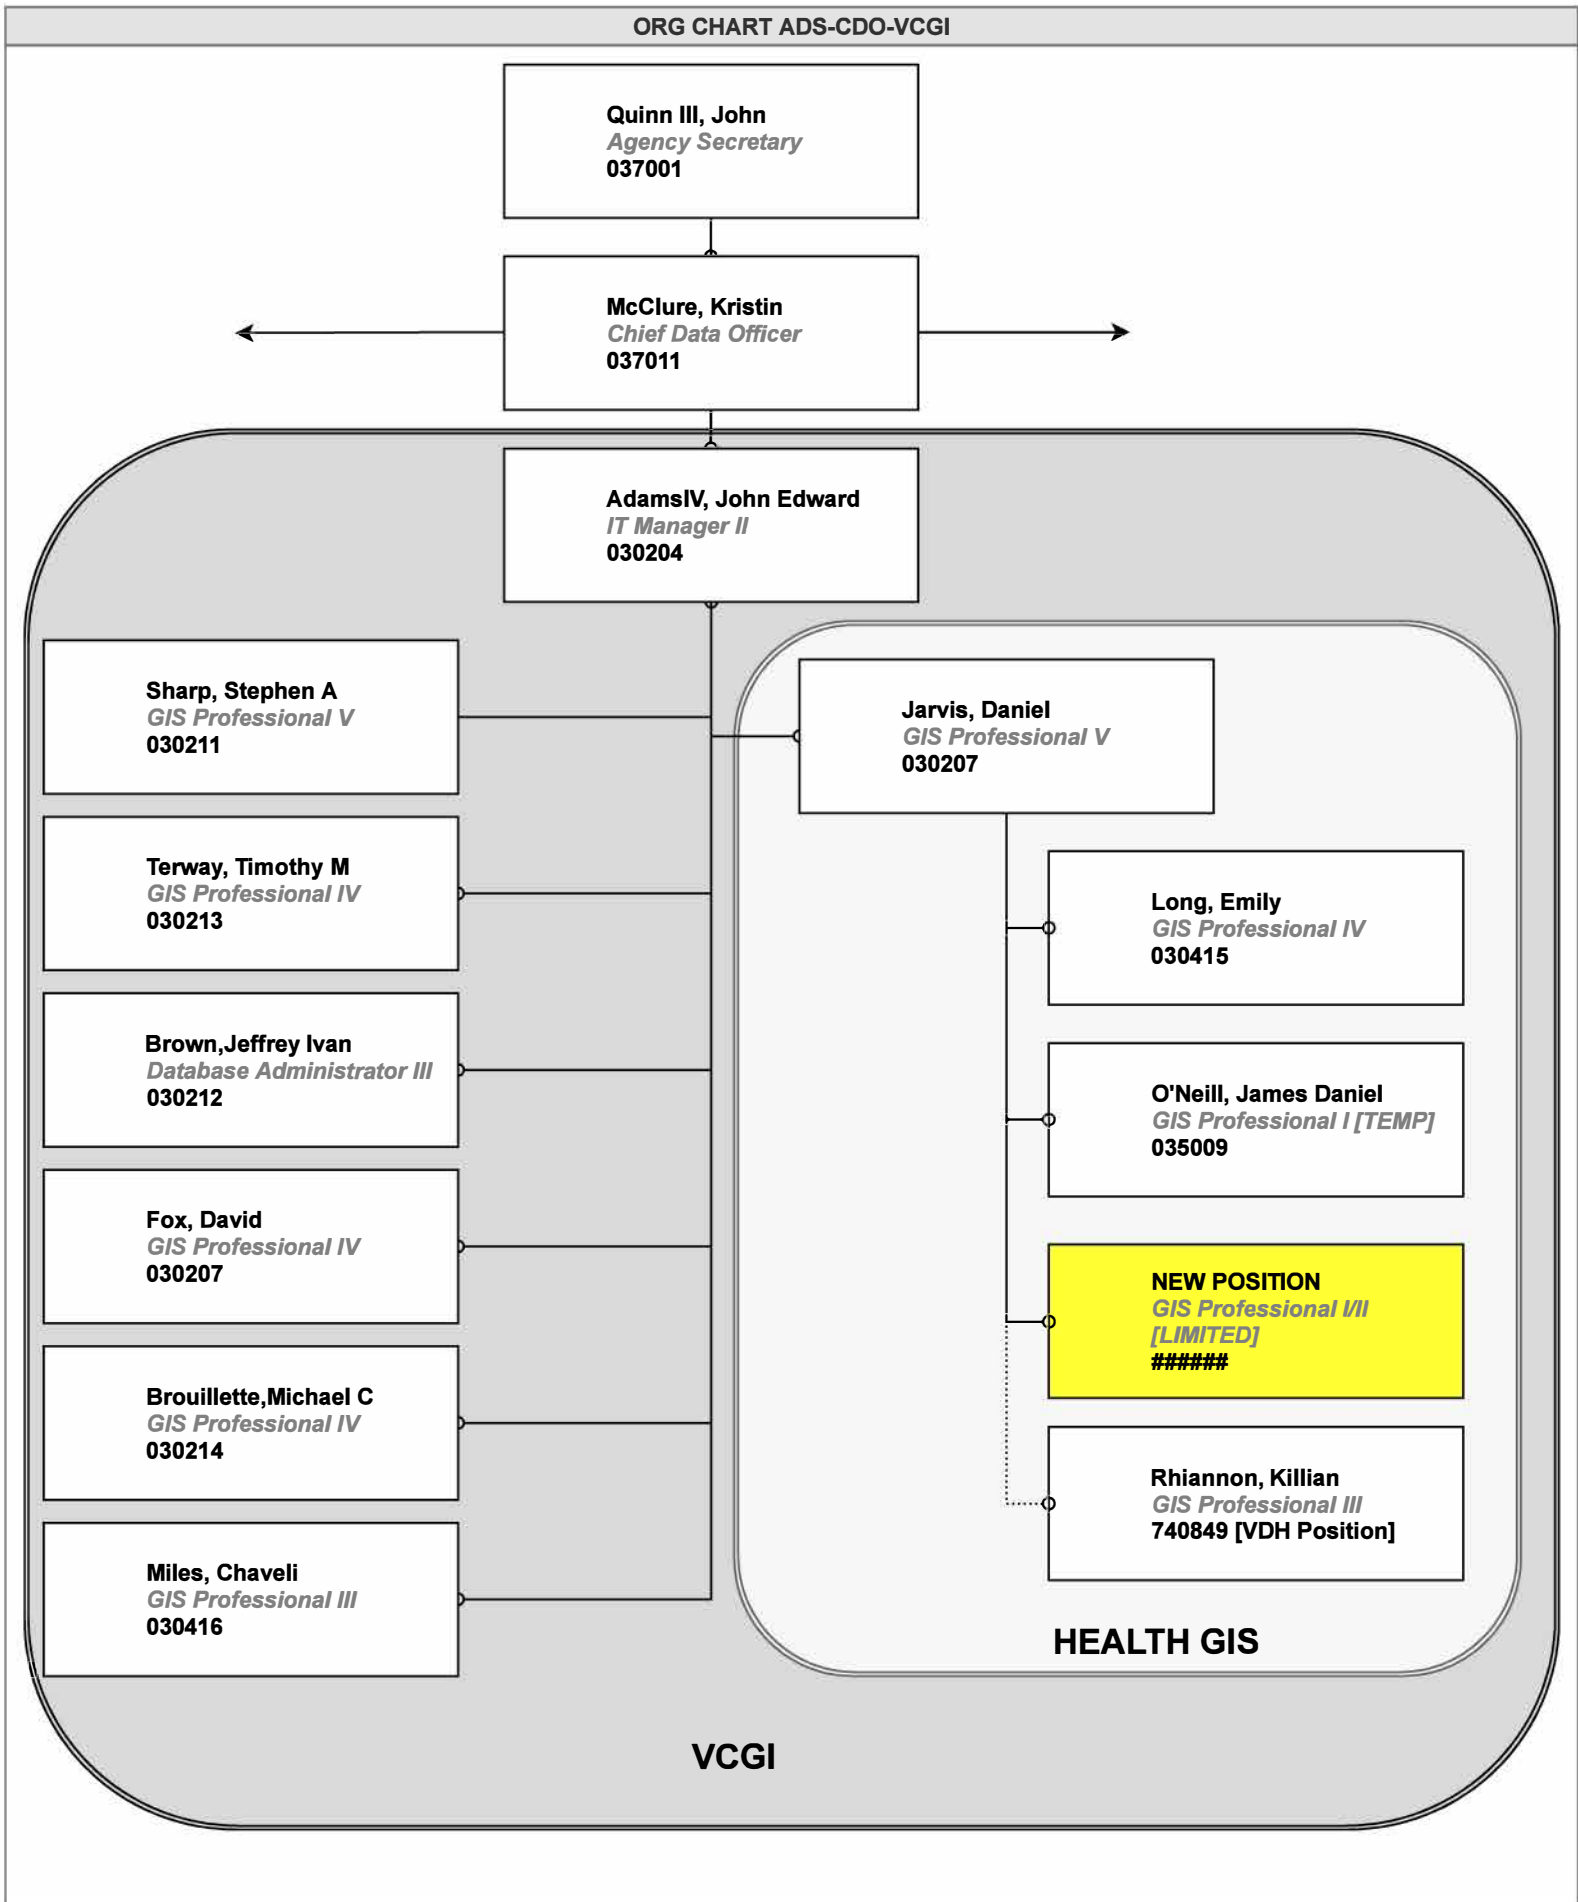 ORG CHART ADS-CDO-VCGI
Quinn III, John
Agency Secretary
037001
McClure, Kristin
Chief Data Officer
037011
AdamsIV, John Edward
IT Manager II
030204
Sharp, Stephen A
GIS Professional V
030211
Terway, Timothy M
GIS Professional IV
030213
Brown,Jeffrey Ivan
Database Administrator III
030212
Fox, David
GIS Professional IV
030207
Brouillette,Michael C
GIS Professional IV
030214
Miles, Chaveli
GIS Professional III
030416
Jarvis, Daniel
GIS Professional V
030207
Long, Emily
GIS Professional IV
030415
O'Neill, James Daniel
GIS Professional I [TEMP]
035009
NEW POSITION
GIS Professional I/II
[LIMITED]
######
Rhiannon, Killian
GIS Professional III
740849 [VDH Position]
HEALTH GIS
VCGI